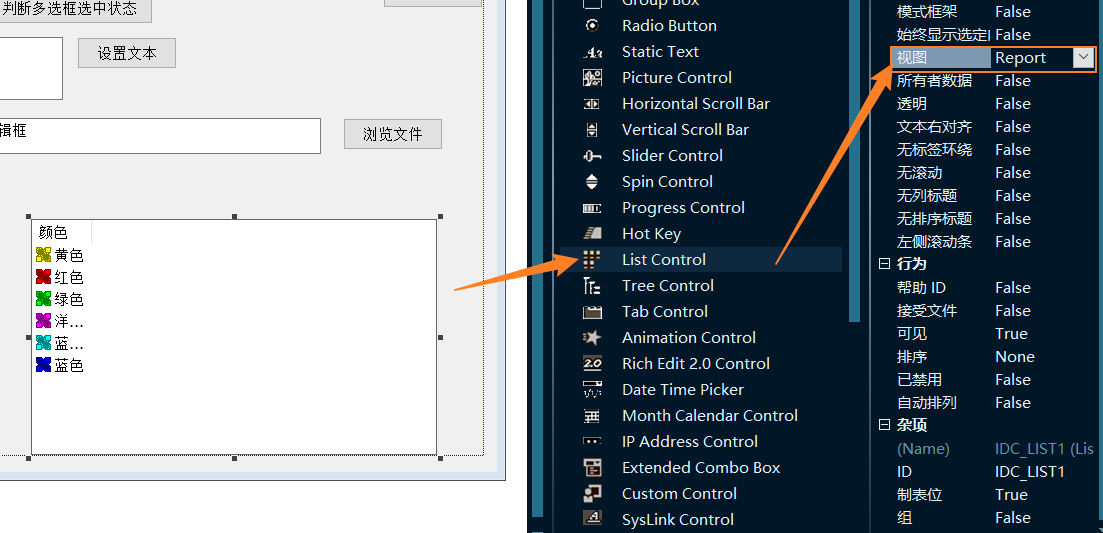 判断多选框选中状态
设置文本
辑框
浏览文件
颜色
黄色
红色
绿色
洋...
蓝...
蓝色
Group Box
Radio Button
Static Text
Picture Control
Horizontal Scroll Bar
Vertical Scroll Bar
Slider Control
Spin Control
Progress Control
Hot Key
List Control
Tree Control
Tab Control
Animation Control
Rich Edit 2.0 Control
Date Time Picker
Month Calendar Control
IP Address Control
Extended Combo Box
Custom Control
SysLink Control
模式框架 False
始终显示选定 False
视图 Report
所有者数据 False
透明 False
文本右对齐 False
无标签环绕 False
无滚动 False
无列标题 False
无排序标题 False
左侧滚动条 False
行为
帮助 ID False
接受文件 False
可见 True
排序 None
已禁用 False
自动排列 False
杂项
(Name) IDC_LIST1 (Lis
ID IDC_LIST1
制表位 True
组 False